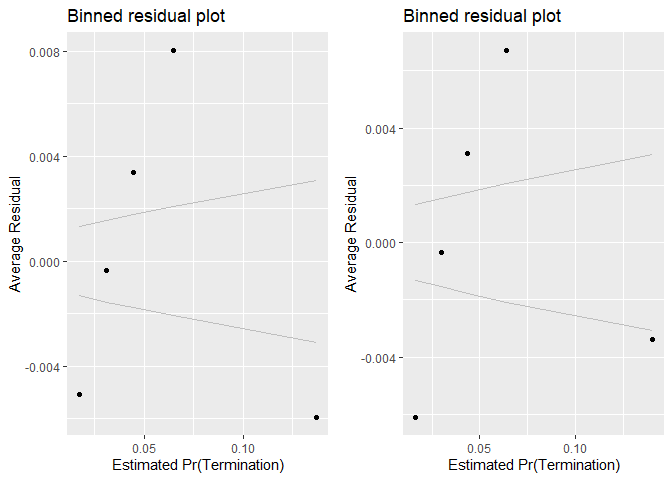 Binned residual plot
0.008
0.004
0.000
-0.004
Average Residual
0.05
0.10
Estimated Pr(Termination)
Binned residual plot
0.004
0.000
-0.004
Average Residual
0.05
0.10
Estimated Pr(Termination)